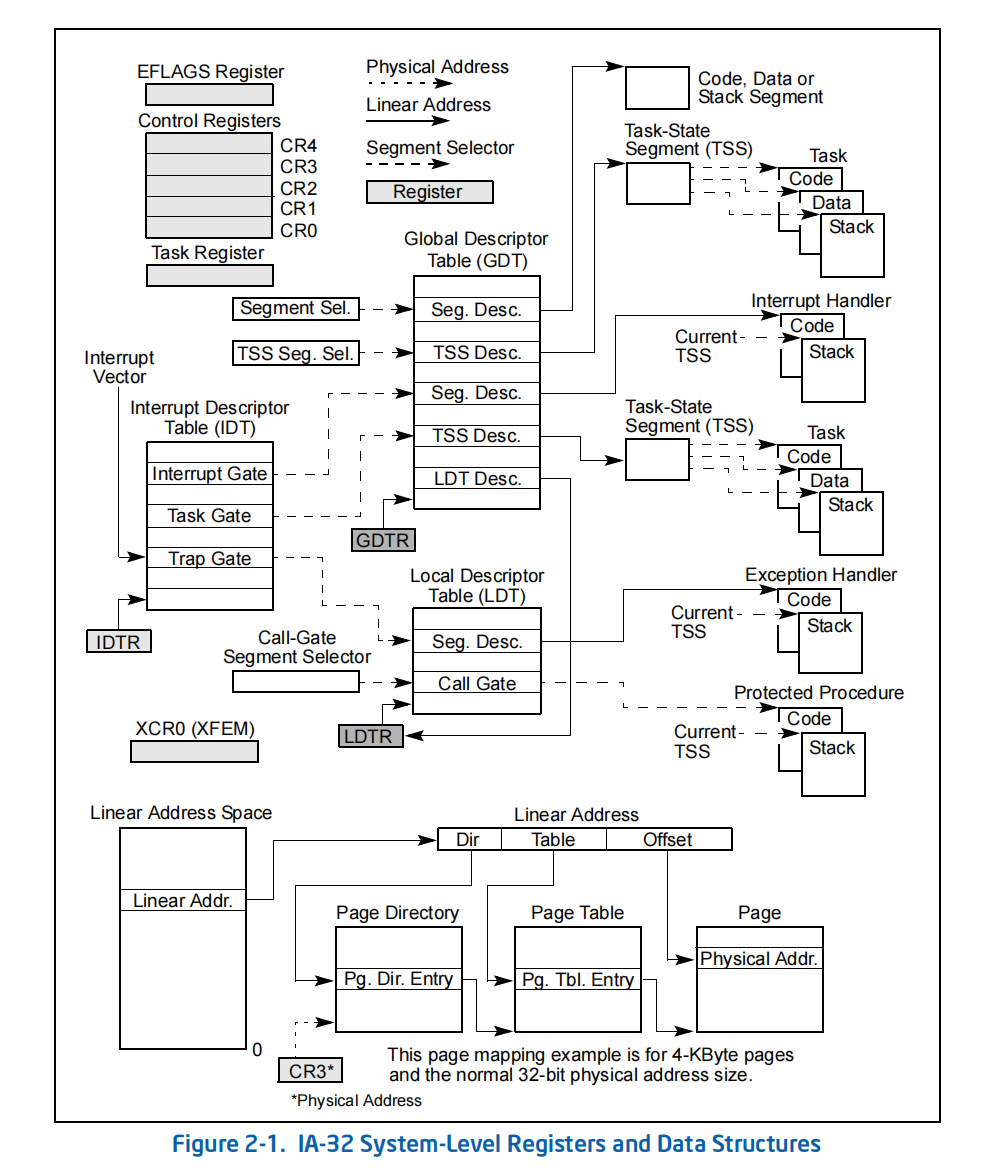 EFLAGS Register
Control Registers
CR4
CR3
CR2
CR1
CR0
Task Register
Physical Address
Linear Address
Segment Selector
Register
Global Descriptor
Table (GDT)
Segment Sel.
Seg. Desc.
TSS Seg. Sel.
TSS Desc.
Seg. Desc.
TSS Desc.
LDT Desc.
GDTR
Code, Data or
Stack Segment
Task-State
Segment (TSS)
Task
Code
Data
Stack
Interrupt Handler
Code
Current
TSS
Stack
Task-State
Segment (TSS)
Task
Code
Data
Stack
Interrupt
Vector
Interrupt Descriptor
Table (IDT)
Interrupt Gate
Task Gate
Trap Gate
IDTR
Local Descriptor
Table (LDT)
Seg. Desc.
Call Gate
Call-Gate
Segment Selector
LDTR
XCR0 (XFEM)
Exception Handler
Code
Current
TSS
Stack
Protected Procedure
Code
Current
TSS
Stack
Linear Address Space
Linear Addr.
0
Linear Address
Dir
Table
Offset
Page Directory
Pg. Dir. Entry
Page Table
Pg. Tbl. Entry
Page
Physical Addr.
CR3*
*Physical Address
This page mapping example is for 4-KByte pages
and the normal 32-bit physical address size.
Figure 2-1. IA-32 System-Level Registers and Data Structures